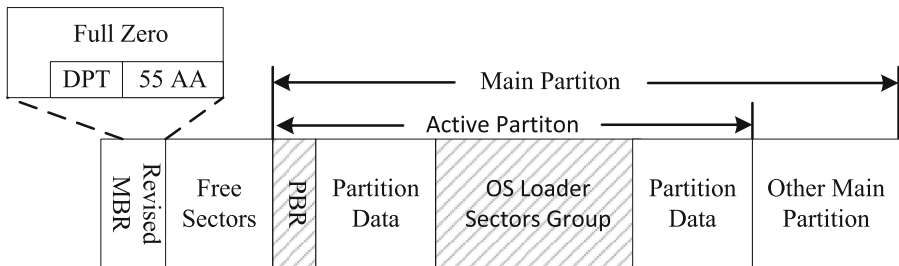 Full Zero
DPT
55 AA
Main Partiton
Active Partiton
Revised
MBR
Free
Sectors
PBR
Partition
Data
OS Loader
Sectors Group
Partition
Data
Other Main
Partition